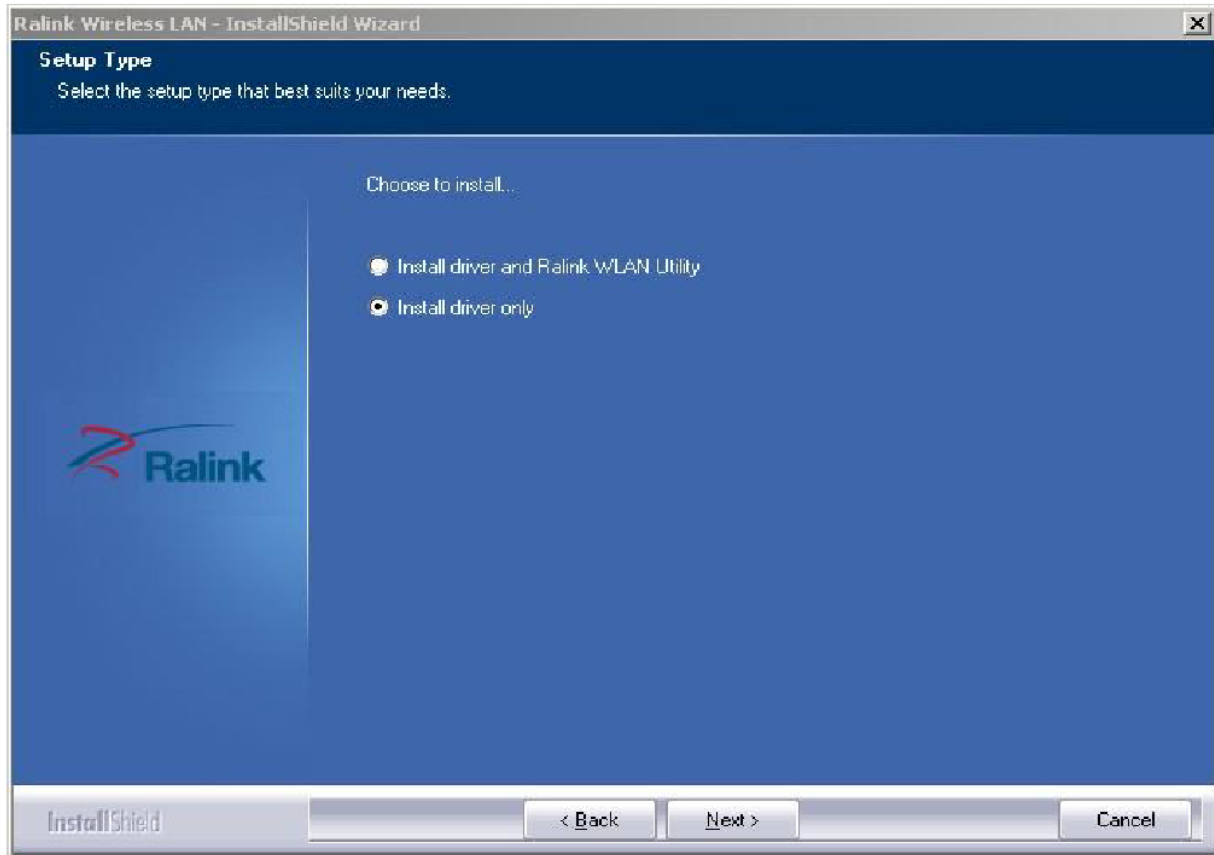 Ralink Wireless LAN - InstallShield Wizard
Setup Type
Select the setup type that best suits your needs.
Choose to install...
Install driver and Ralink WLAN Utility
Install driver only
Ralink
InstallShield
< Back
Next >
Cancel